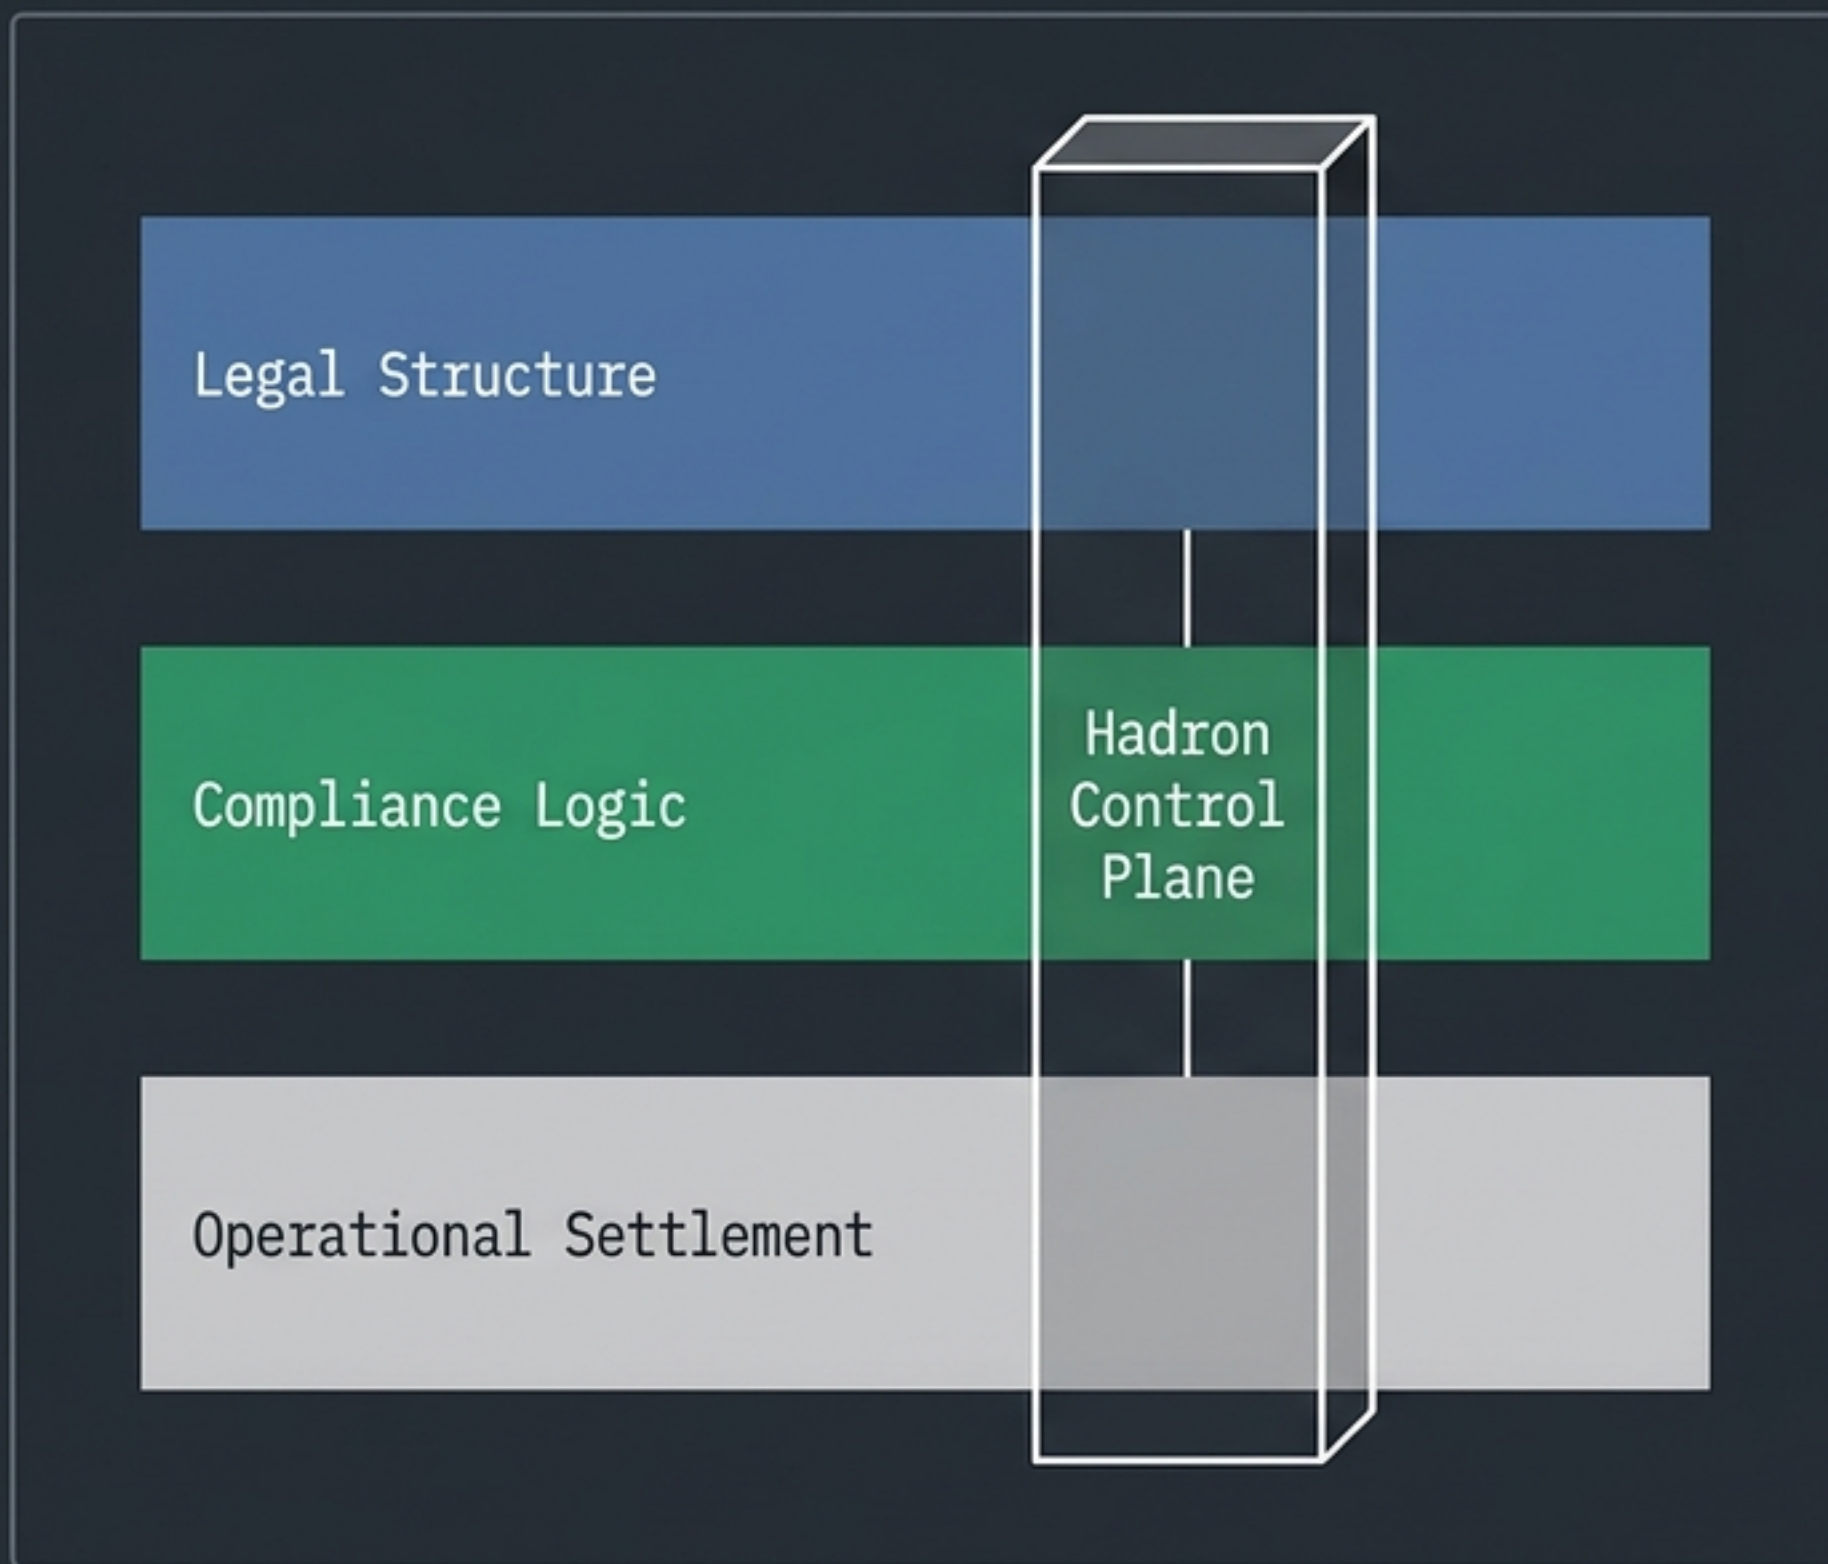 Legal Structure
Compliance Logic
Hadron
Control
Plane
Operational Settlement